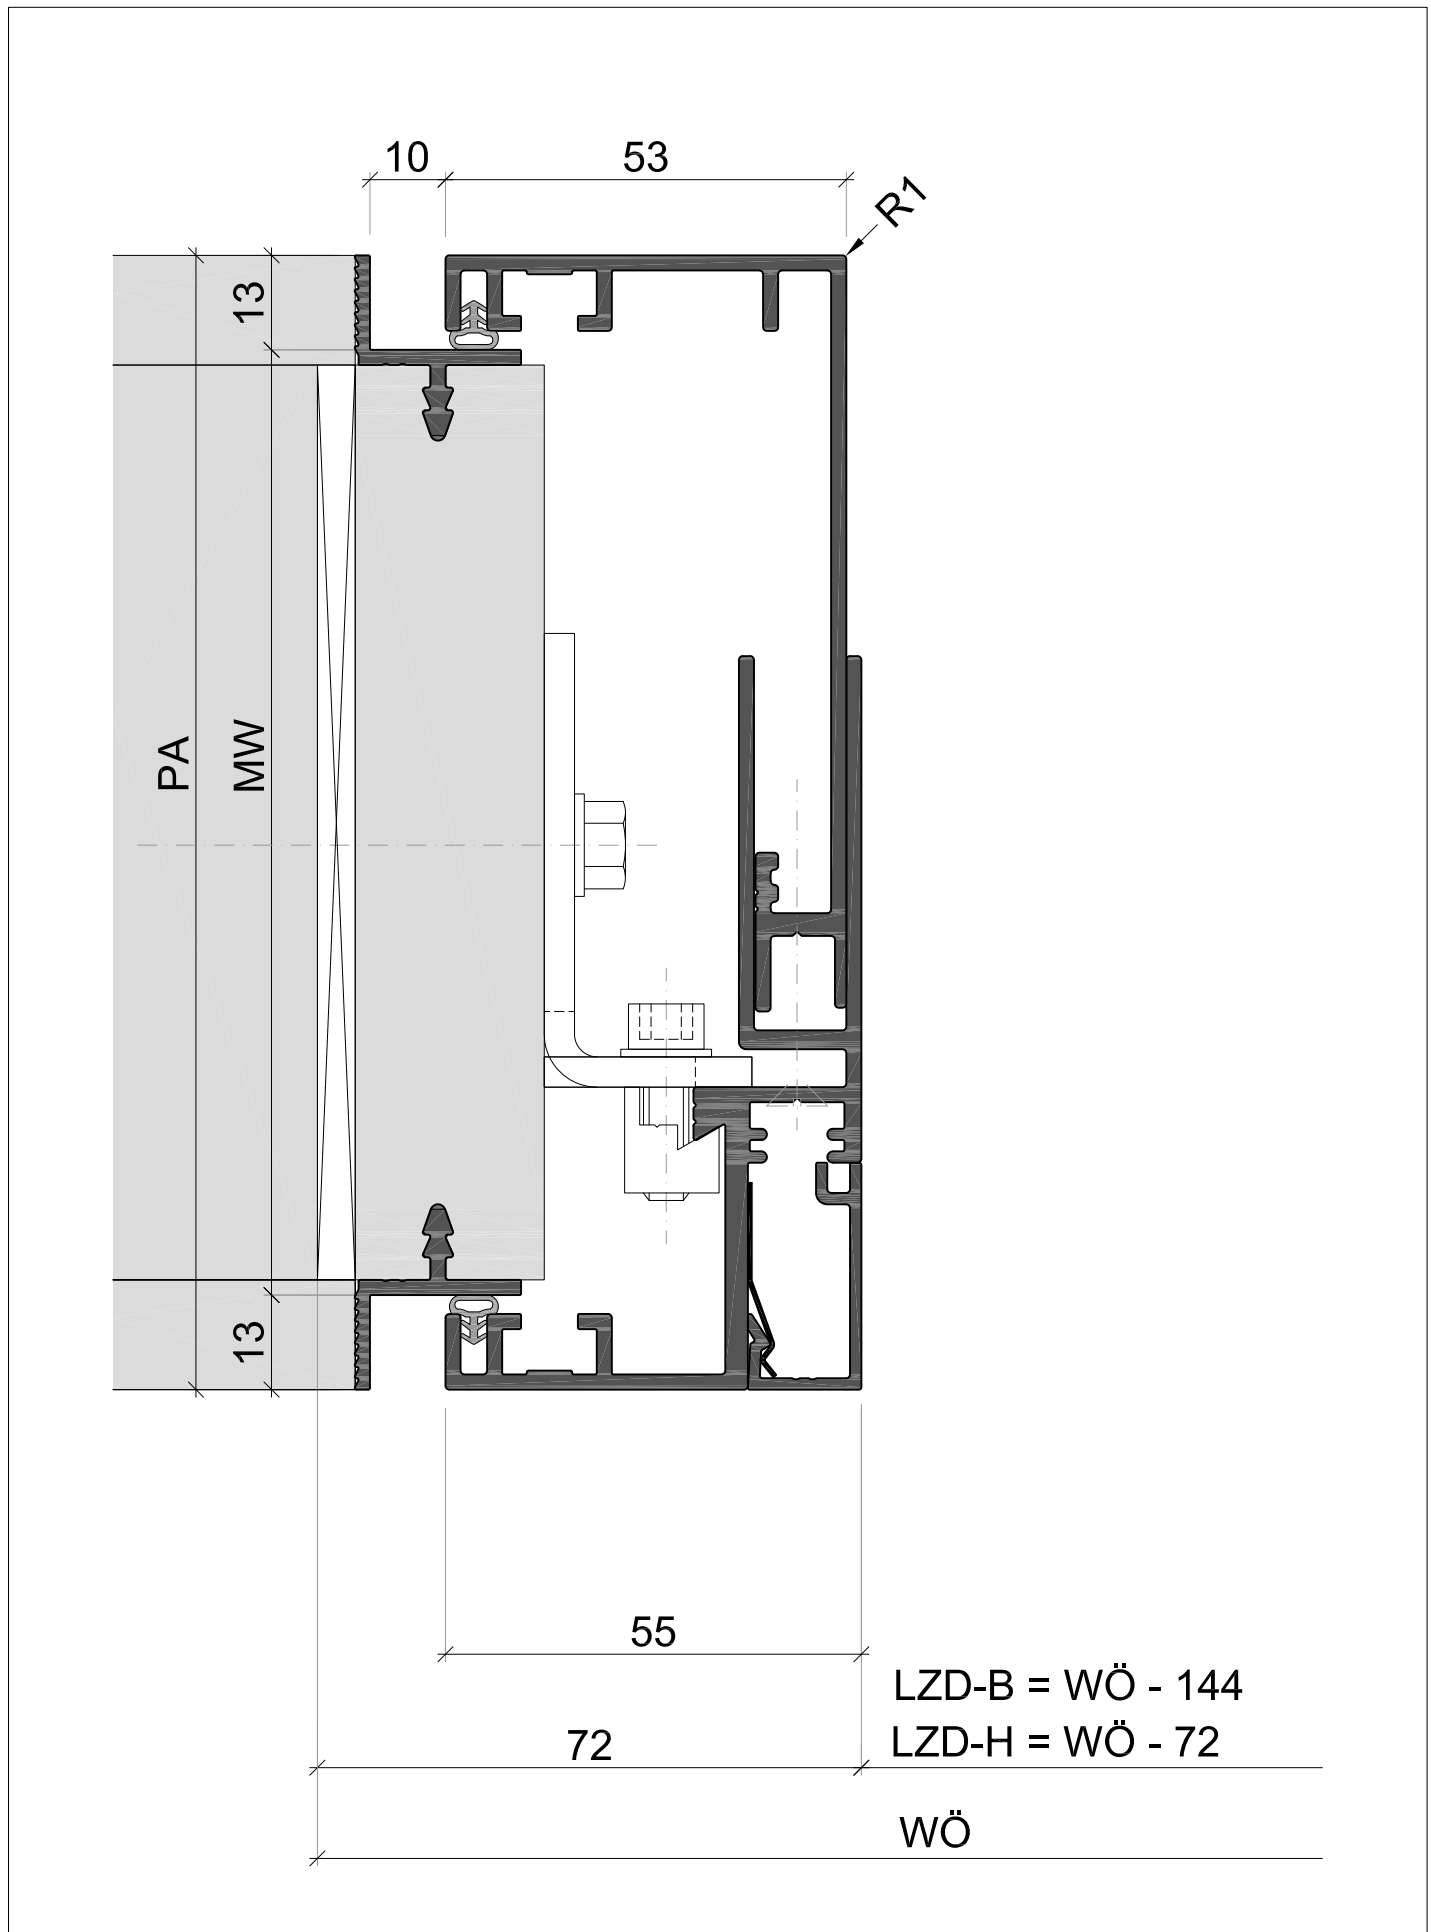 10
53
R1
13
PA
MW
13
55
LZD-B = WÖ - 144
72
LZD-H = WÖ - 72
WÖ